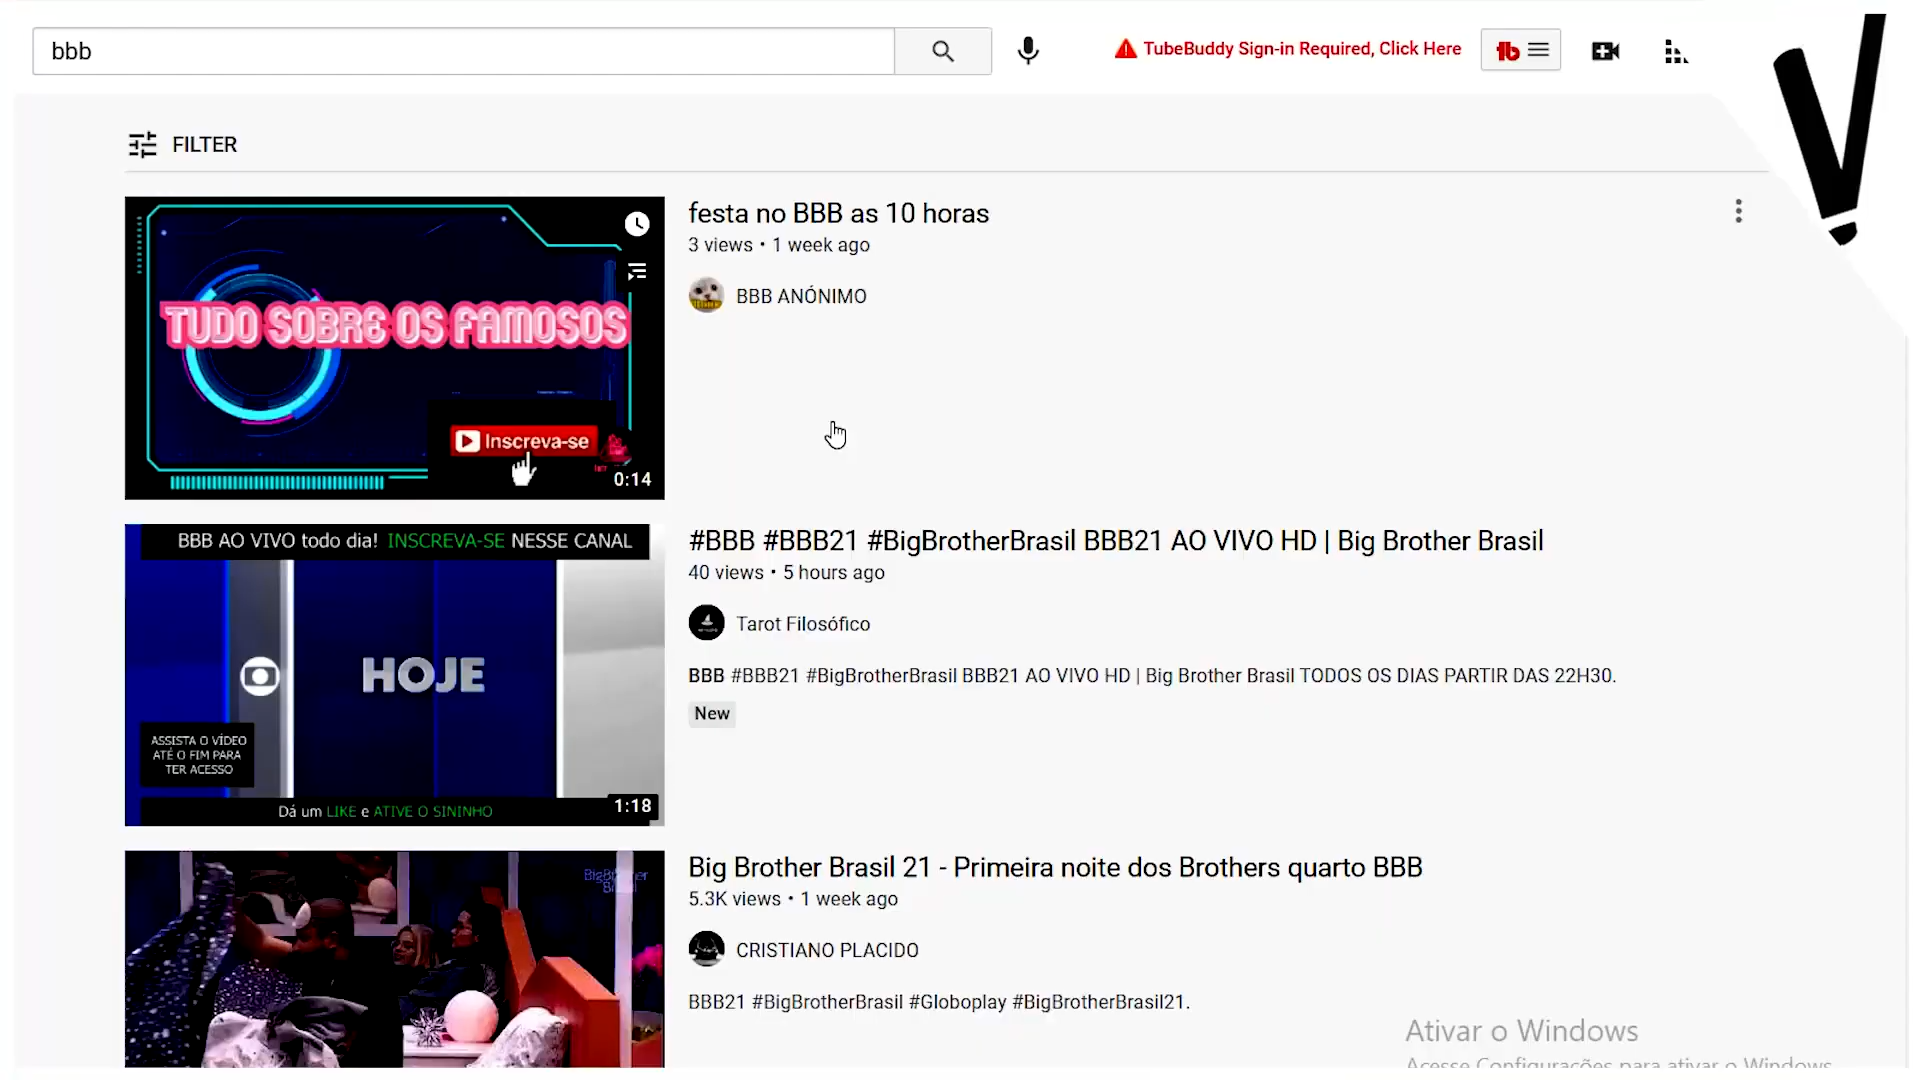 bbb
TubeBuddy Sign-in Required, Click Here
tb
FILTER
TUDO SOBRE OS FAMOSOS
Inscreva-se
0:14
festa no BBB as 10 horas
3 views • 1 week ago
BBB ANÓNIMO
BBB AO VIVO todo dia! INSCREVA-SE NESSE CANAL
HOJE
ASSISTA O VÍDEO
ATÉ O FIM PARA
TER ACESSO
Dá um LIKE e ATIVE O SININHO
1:18
#BBB #BBB21 #BigBrotherBrasil BBB21 AO VIVO HD | Big Brother Brasil
40 views • 5 hours ago
Tarot Filosófico
BBB #BBB21 #BigBrotherBrasil BBB21 AO VIVO HD | Big Brother Brasil TODOS OS DIAS PARTIR DAS 22H30.
New
Big Brother Brasil 21 - Primeira noite dos Brothers quarto BBB
5.3K views • 1 week ago
CRISTIANO PLACIDO
BBB21 #BigBrotherBrasil #Globoplay #BigBrotherBrasil21.
Ativar o Windows
Acesse Configurações para ativar o Windows.